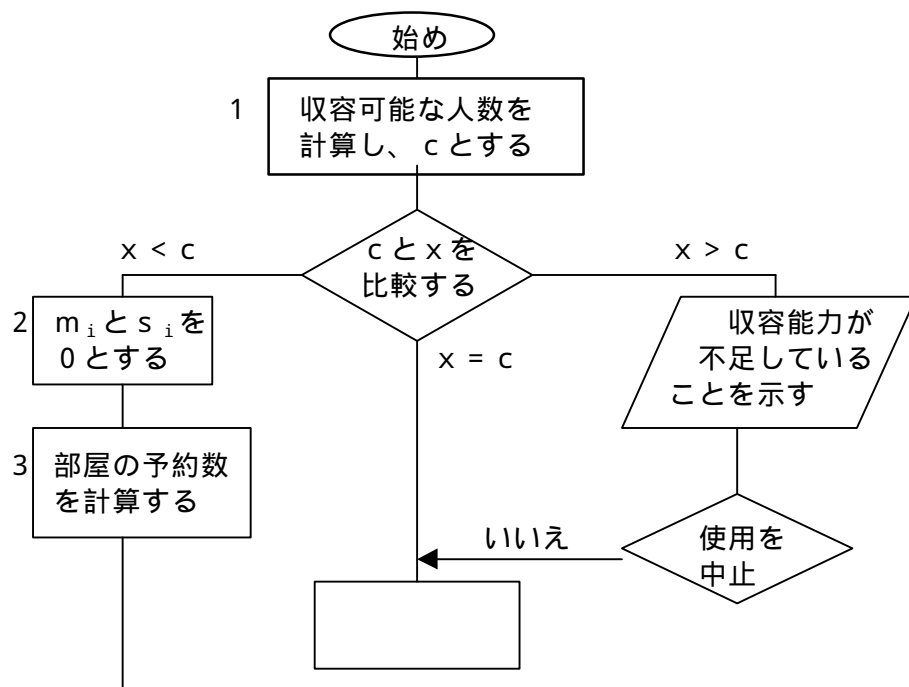 始め
1
収容可能な人数を
計算し、ｃとする
ｃとｘを
比較する
ｘ < ｃ
ｘ > ｃ
ｘ = ｃ
2
ｍᵢとｓᵢを
0とする
3
部屋の予約数
を計算する
収容能力が
不足している
ことを示す
使用を
中止
いいえ